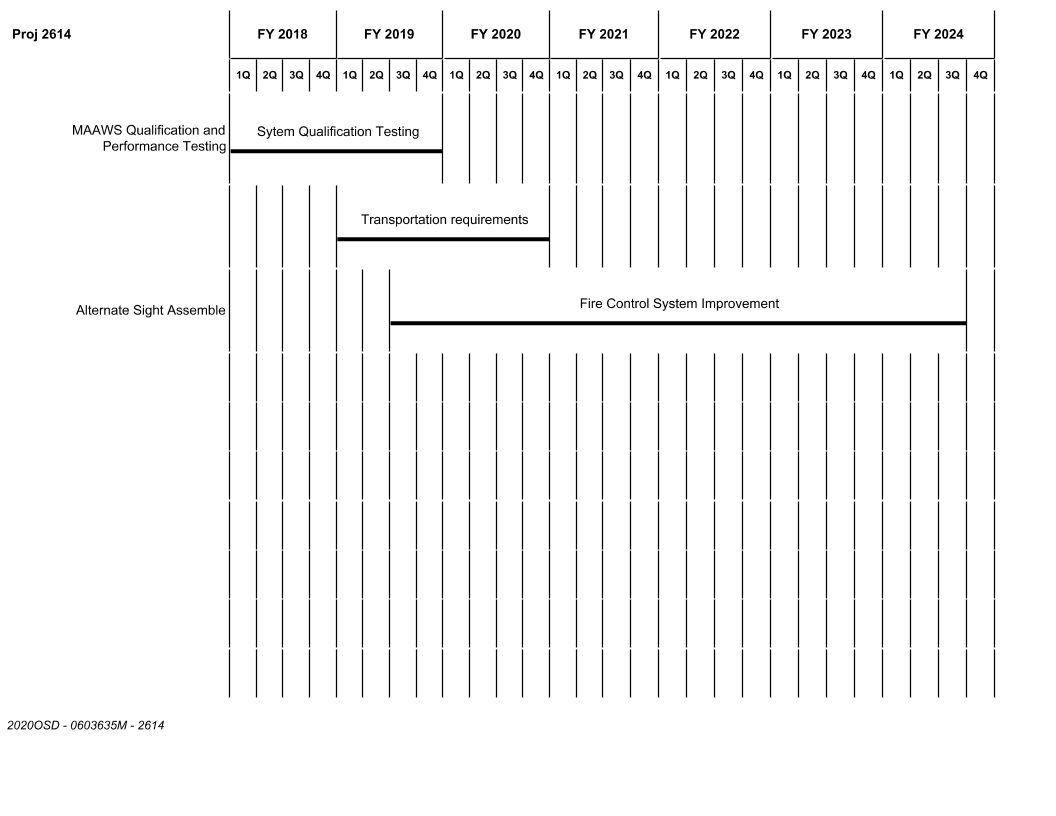 Proj 2614 FY 2018 FY 2019 FY 2020 FY 2021 FY 2022 FY 2023 FY 2024
1Q 2Q 3Q 4Q 1Q 2Q 3Q 4Q 1Q 2Q 3Q 4Q 1Q 2Q 3Q 4Q 1Q 2Q 3Q 4Q 1Q 2Q 3Q 4Q 1Q 2Q 3Q 4Q
MAAWS Qualification and
Performance Testing
Sytem Qualification Testing
Transportation requirements
Alternate Sight Assemble
Fire Control System Improvement
2020OSD - 0603635M - 2614